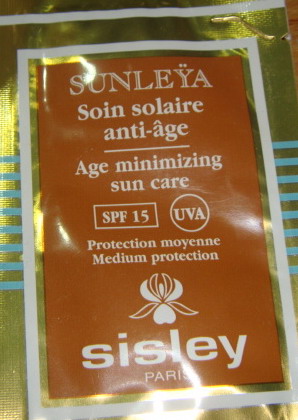 SUNLEŸA
Soin solaire
anti-âge
Age minimizing
sun care
SPF 15 UVA
Protection moyenne
Medium protection
sisley
PARIS